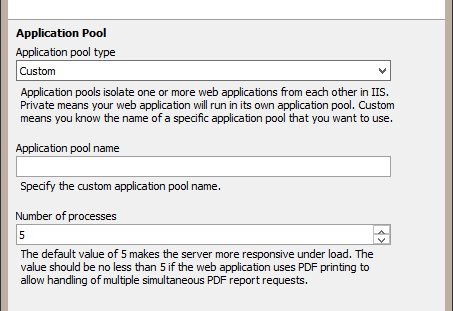 Application Pool
Application pool type
Custom
Application pools isolate one or more web applications from each other in IIS.
Private means your web application will run in its own application pool. Custom
means you know the name of a specific application pool that you want to use.
Application pool name
Specify the custom application pool name.
Number of processes
5
The default value of 5 makes the server more responsive under load. The
value should be no less than 5 if the web application uses PDF printing to
allow handling of multiple simultaneous PDF report requests.